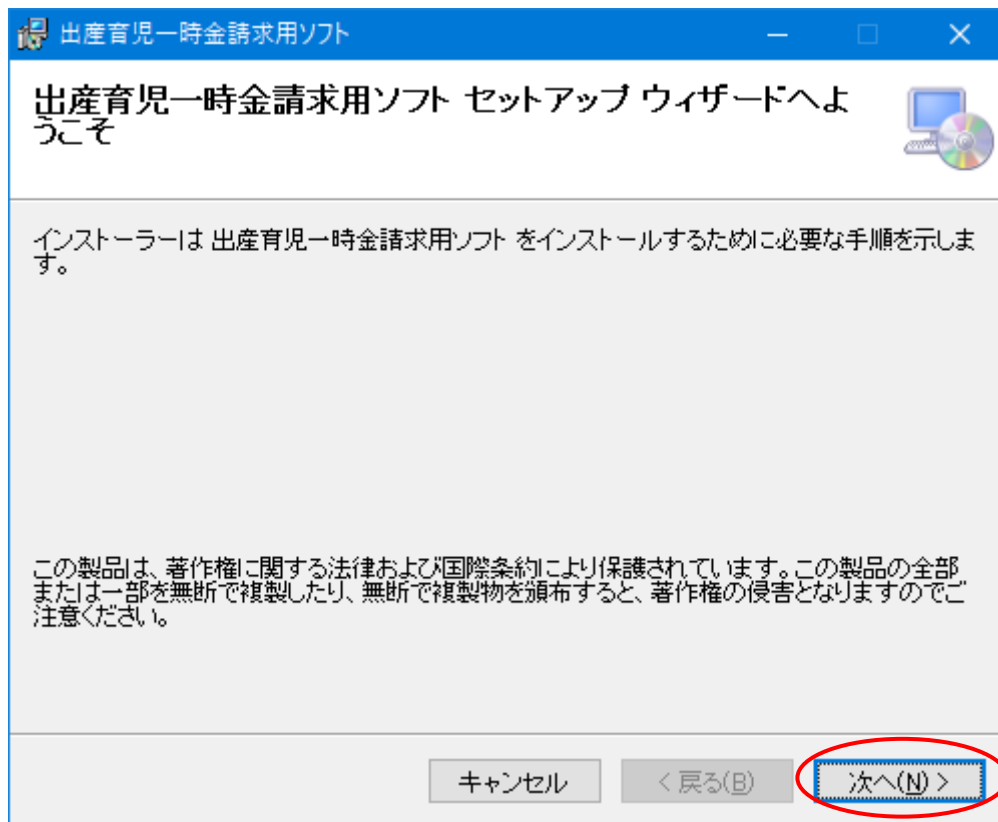 出産育児一時金請求用ソフト
出産育児一時金請求用ソフト セットアップ ウィザードへよ
うこそ
インストーラーは 出産育児一時金請求用ソフト をインストールするために必要な手順を示しま
す。
この製品は、著作権に関する法律および国際条約により保護されています。この製品の全部
または一部を無断で複製したり、無断で複製物を頒布すると、著作権の侵害となりますのでご
注意ください。
キャンセル < 戻る(B) 次へ(N) >